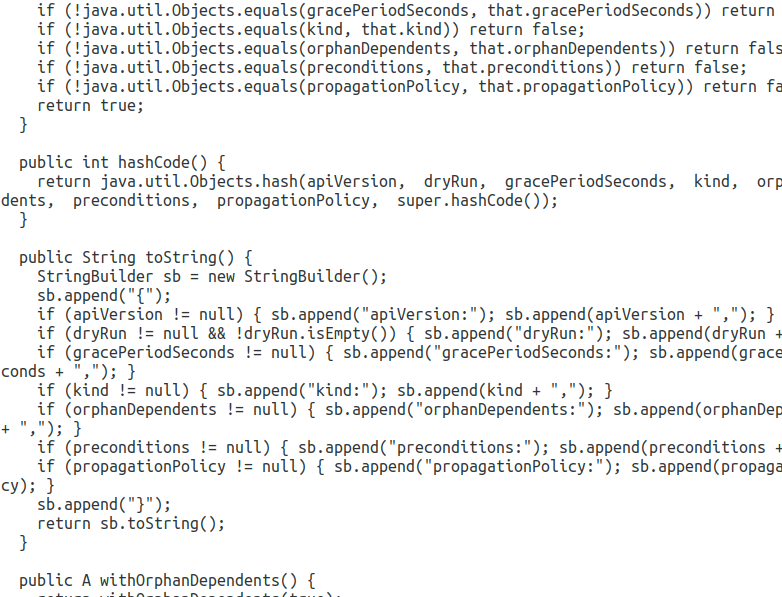 if (!java.util.Objects.equals(gracePeriodSeconds, that.gracePeriodSeconds)) return
    if (!java.util.Objects.equals(kind, that.kind)) return false;
    if (!java.util.Objects.equals(orphanDependents, that.orphanDependents)) return fals
    if (!java.util.Objects.equals(preconditions, that.preconditions)) return false;
    if (!java.util.Objects.equals(propagationPolicy, that.propagationPolicy)) return fa
    return true;
  }

  public int hashCode() {
    return java.util.Objects.hash(apiVersion,  dryRun,  gracePeriodSeconds,  kind,  orp
dents,  preconditions,  propagationPolicy,  super.hashCode());
  }

  public String toString() {
    StringBuilder sb = new StringBuilder();
    sb.append("{");
    if (apiVersion != null) { sb.append("apiVersion:"); sb.append(apiVersion + ","); }
    if (dryRun != null && !dryRun.isEmpty()) { sb.append("dryRun:"); sb.append(dryRun +
    if (gracePeriodSeconds != null) { sb.append("gracePeriodSeconds:"); sb.append(grace
conds + ","); }
    if (kind != null) { sb.append("kind:"); sb.append(kind + ","); }
    if (orphanDependents != null) { sb.append("orphanDependents:"); sb.append(orphanDep
+ ","); }
    if (preconditions != null) { sb.append("preconditions:"); sb.append(preconditions +
    if (propagationPolicy != null) { sb.append("propagationPolicy:"); sb.append(propaga
cy); }
    sb.append("}");
    return sb.toString();
  }

  public A withOrphanDependents() {
    return withOrphanDependents(true);